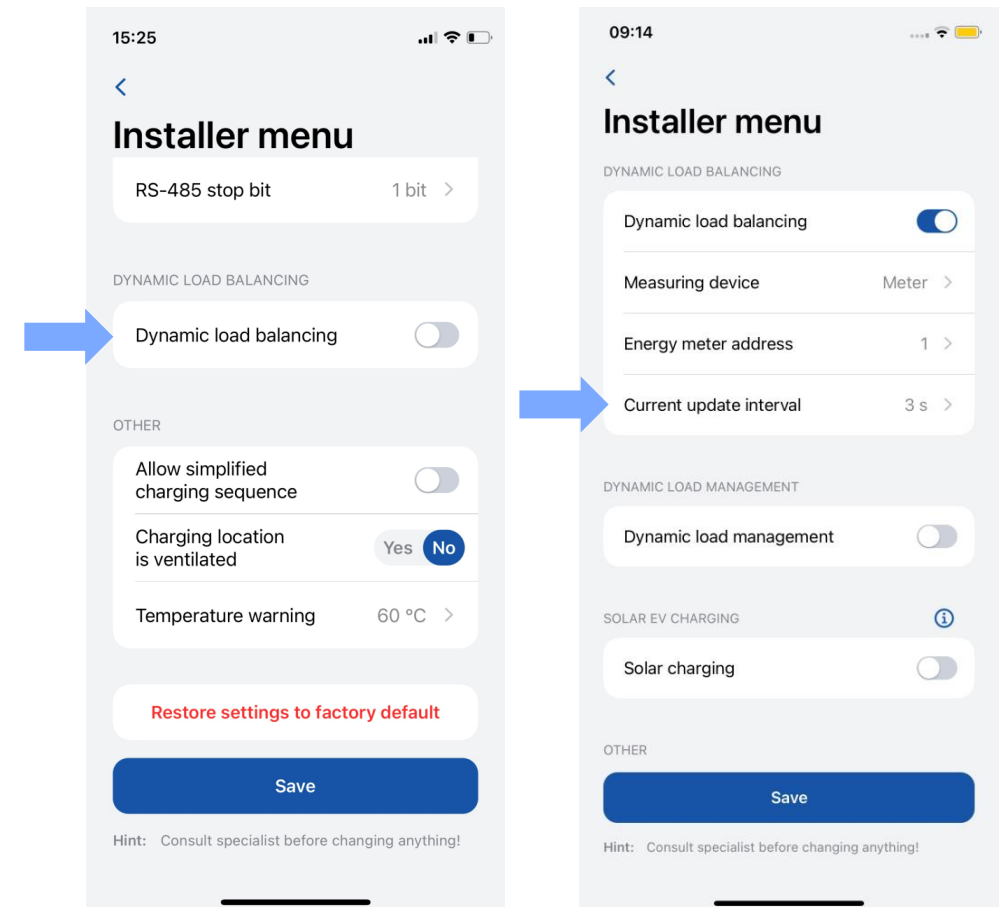 15:25
Installer menu
RS-485 stop bit 1 bit
DYNAMIC LOAD BALANCING
Dynamic load balancing
OTHER
Allow simplified
charging sequence
Charging location
is ventilated
Yes No
Temperature warning 60 °C
Restore settings to factory default
Save
Hint: Consult specialist before changing anything!
09:14
Installer menu
DYNAMIC LOAD BALANCING
Dynamic load balancing
Measuring device Meter
Energy meter address 1
Current update interval 3 s
DYNAMIC LOAD MANAGEMENT
Dynamic load management
SOLAR EV CHARGING
Solar charging
OTHER
Save
Hint: Consult specialist before changing anything!